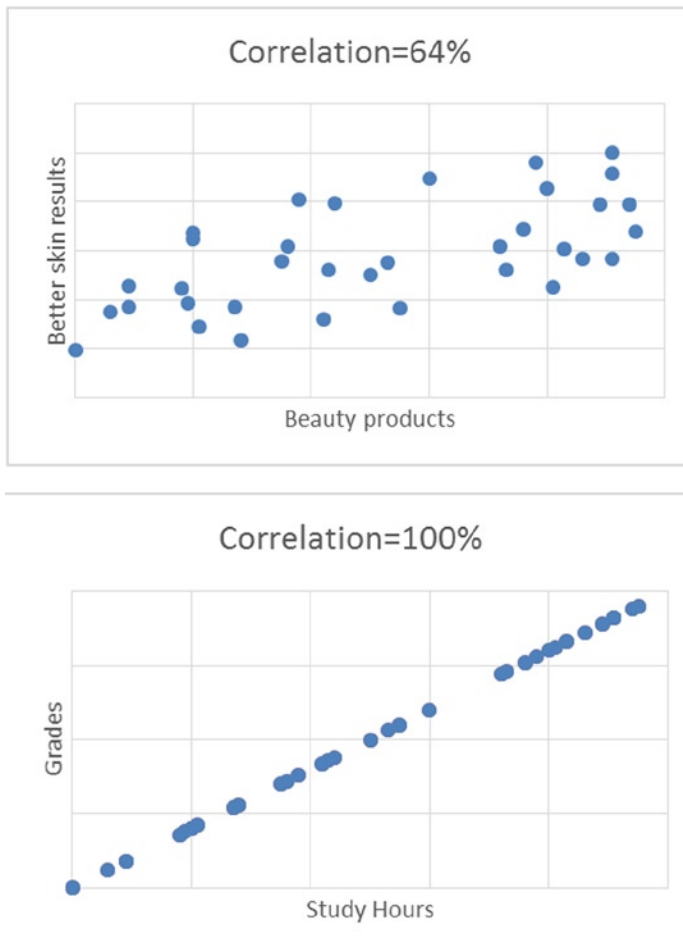 Correlation=64%
Better skin results
Beauty products
Correlation=100%
Grades
Study Hours